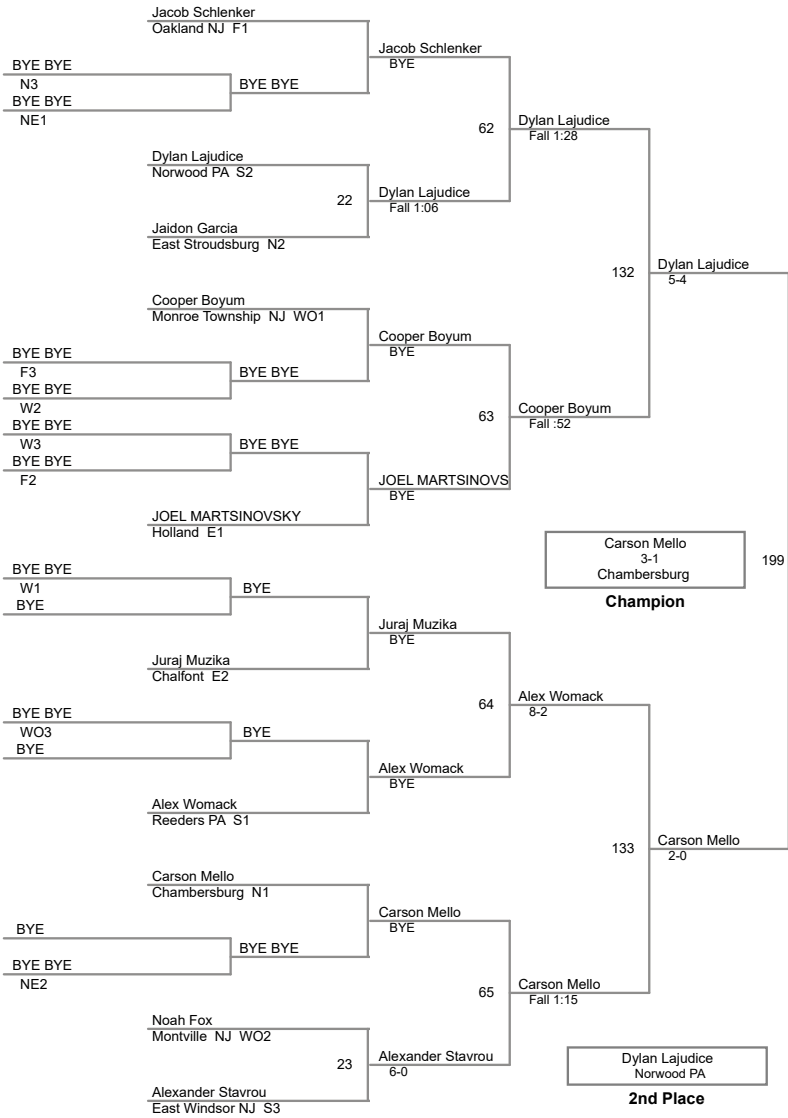 Jacob Schlenker
Oakland NJ F1
Jacob Schlenker
BYE
BYE BYE
N3
BYE BYE
BYE BYE
NE1
62
Dylan Lajudice
Fall 1:28
Dylan Lajudice
Norwood PA S2
22
Dylan Lajudice
Fall 1:06
Jaidon Garcia
East Stroudsburg N2
132
Dylan Lajudice
5-4
Cooper Boyum
Monroe Township NJ WO1
Cooper Boyum
BYE
BYE BYE
F3
BYE BYE
BYE BYE
W2
63
Cooper Boyum
Fall :52
BYE BYE
W3
BYE BYE
BYE BYE
F2
JOEL MARTSINOVS
BYE
JOEL MARTSINOVSKY
Holland E1
Carson Mello
3-1
Chambersburg
199
Champion
BYE BYE
W1
BYE
BYE
Juraj Muzika
BYE
Juraj Muzika
Chalfont E2
64
Alex Womack
8-2
BYE BYE
WO3
BYE
BYE
Alex Womack
BYE
Alex Womack
Reeders PA S1
133
Carson Mello
2-0
Carson Mello
Chambersburg N1
Carson Mello
BYE
BYE
BYE BYE
BYE BYE
NE2
65
Carson Mello
Fall 1:15
Noah Fox
Montville NJ WO2
23
Alexander Stavrou
6-0
Alexander Stavrou
East Windsor NJ S3
Dylan Lajudice
Norwood PA
2nd Place